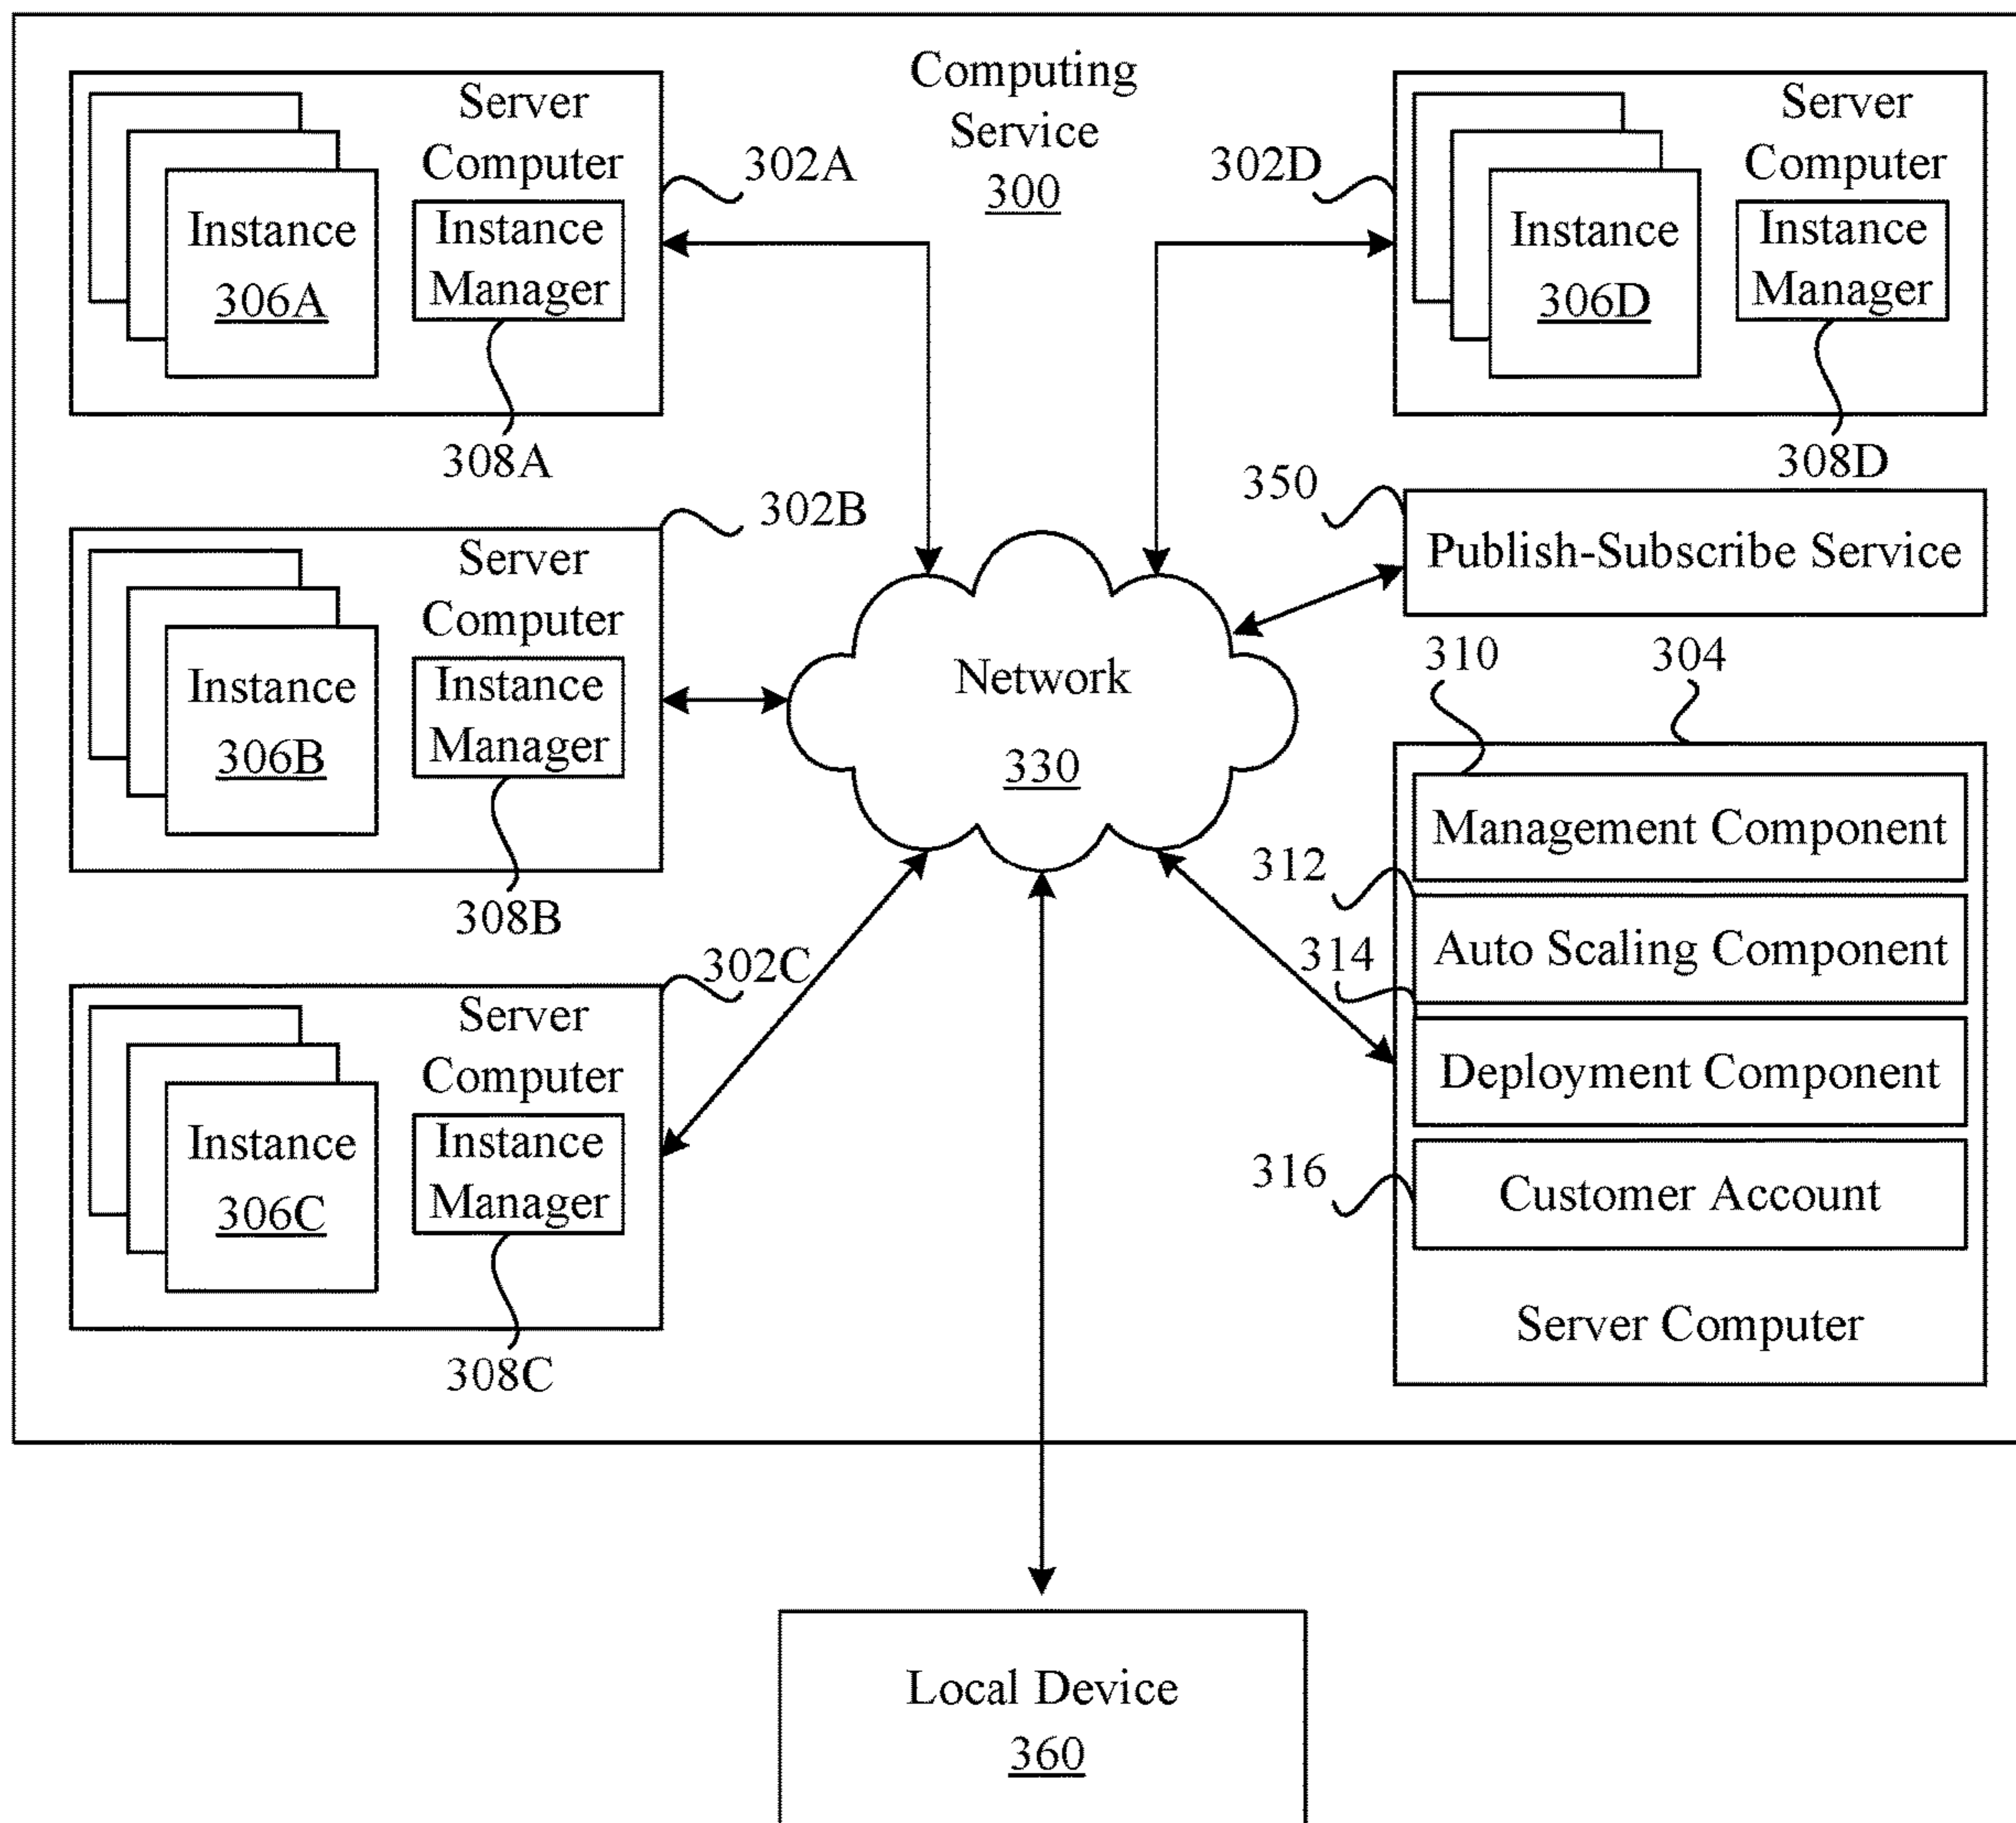 Computing
Service
300
Server
Computer
302A
Instance
306A
Instance
Manager
308A
Server
Computer
302D
Instance
306D
Instance
Manager
308D
Server
Computer
302B
Instance
306B
Instance
Manager
308B
350
Publish-Subscribe Service
Network
330
310
304
Management Component
312
Auto Scaling Component
314
Deployment Component
316
Customer Account
Server Computer
Server
Computer
302C
Instance
306C
Instance
Manager
308C
Local Device
360